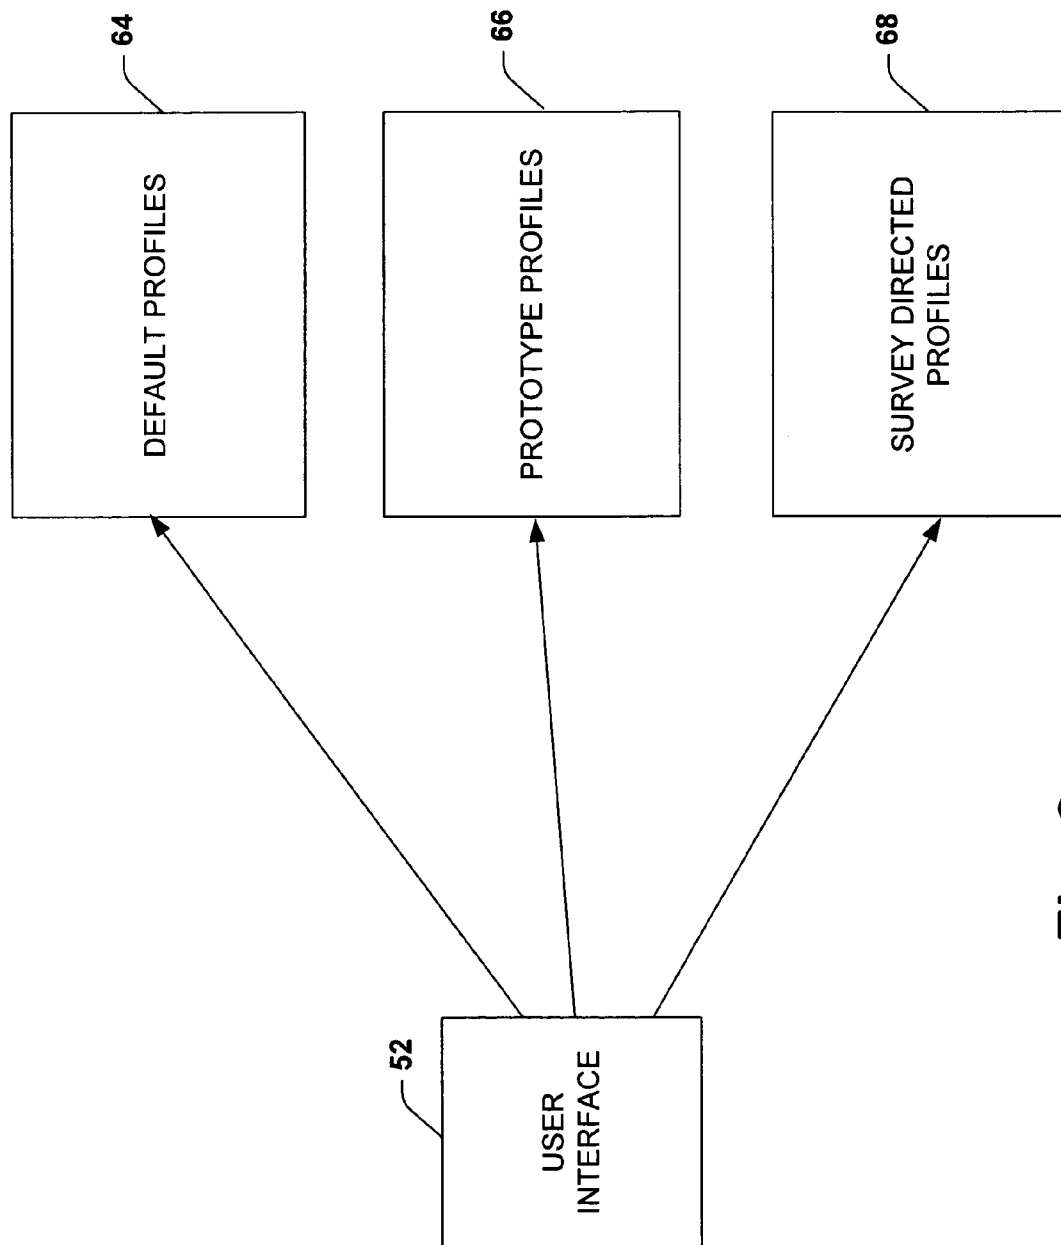 64
DEFAULT PROFILES
66
PROTOTYPE PROFILES
68
SURVEY DIRECTED
PROFILES
52
USER
INTERFACE